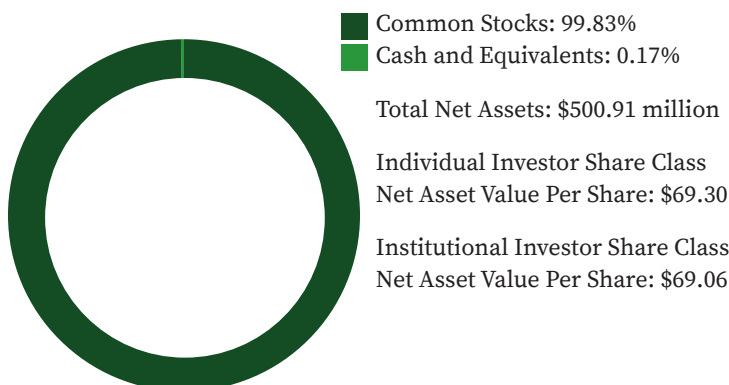 Common Stocks: 99.83%
Cash and Equivalents: 0.17%
Total Net Assets: $500.91 million
Individual Investor Share Class
Net Asset Value Per Share: $69.30
Institutional Investor Share Class
Net Asset Value Per Share: $69.06